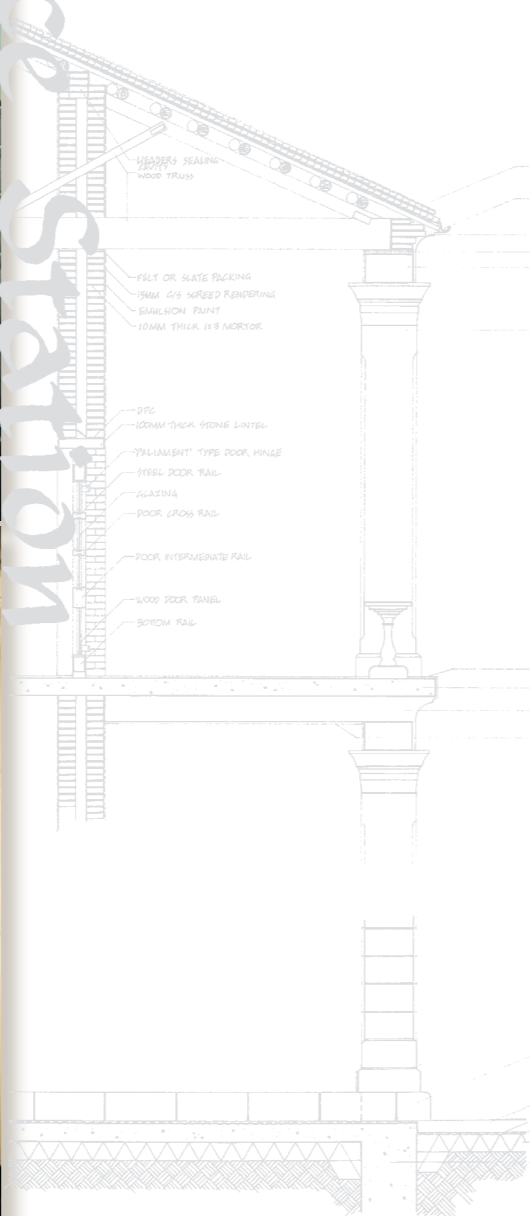 Station
HEADERS SEALING
CAVITY
WOOD TRUSS
FELT OR SLATE PACKING
15MM C/S SCREED RENDERING
EMULSION PAINT
10MM THICK 1:3 MORTOR
DPC
100MM THICK STONE LINTEL
"PALIAMENT" TYPE DOOR HINGE
STEEL DOOR RAIL
GLAZING
DOOR CROSS RAIL
DOOR INTERMEDIATE RAIL
WOOD DOOR PANEL
BOTTOM RAIL